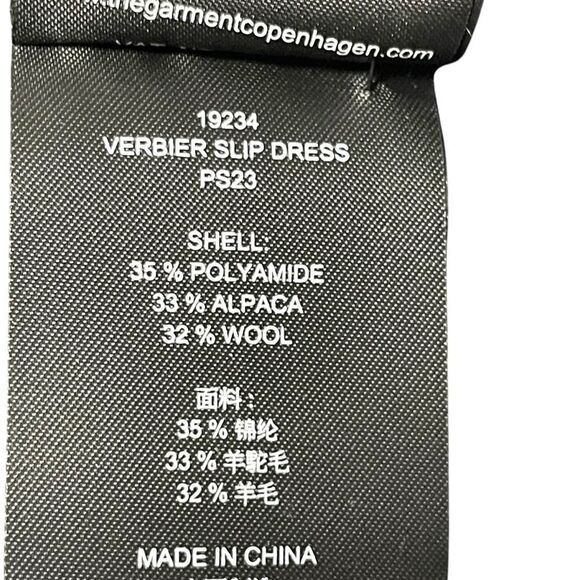 thegarmentcopenhagen.com
19234
VERBIER SLIP DRESS
PS23
SHELL:
35 % POLYAMIDE
33 % ALPACA
32 % WOOL
面料：
35 % 锦纶
33 % 羊驼毛
32 % 羊毛
MADE IN CHINA